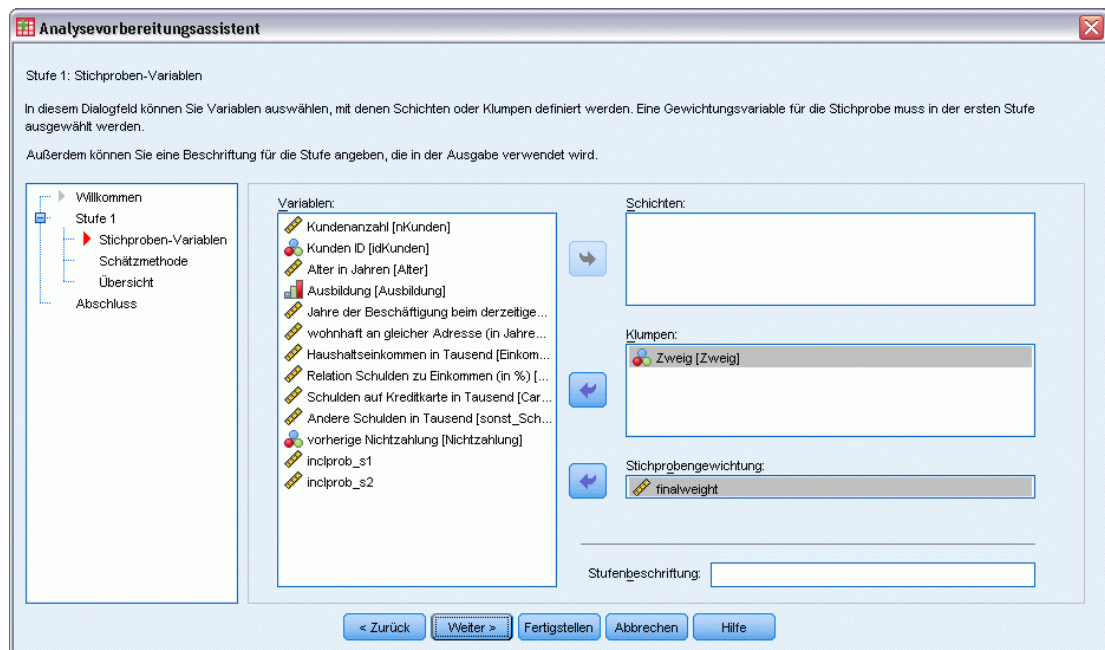 Analysevorbereitungsassistent
Stufe 1: Stichproben-Variablen
In diesem Dialogfeld können Sie Variablen auswählen, mit denen Schichten oder Klumpen definiert werden. Eine Gewichtungsvariable für die Stichprobe muss in der ersten Stufe
ausgewählt werden.
Außerdem können Sie eine Beschriftung für die Stufe angeben, die in der Ausgabe verwendet wird.
Willkommen
Stufe 1
Stichproben-Variablen
Schätzmethode
Übersicht
Abschluss
Variablen:
Kundenanzahl [nKunden]
Kunden ID [idKunden]
Alter in Jahren [Alter]
Ausbildung [Ausbildung]
Jahre der Beschäftigung beim derzeitige...
wohnhaft an gleicher Adresse (in Jahre...
Haushaltseinkommen in Tausend [Einkom...
Relation Schulden zu Einkommen (in %) [...
Schulden auf Kreditkarte in Tausend [Car...
Andere Schulden in Tausend [sonst_Sch...
vorherige Nichtzahlung [Nichtzahlung]
inclprob_s1
inclprob_s2
Schichten:
Klumpen:
Zweig [Zweig]
Stichprobengewichtung:
finalweight
Stufenbeschriftung:
< Zurück
Weiter >
Fertigstellen
Abbrechen
Hilfe